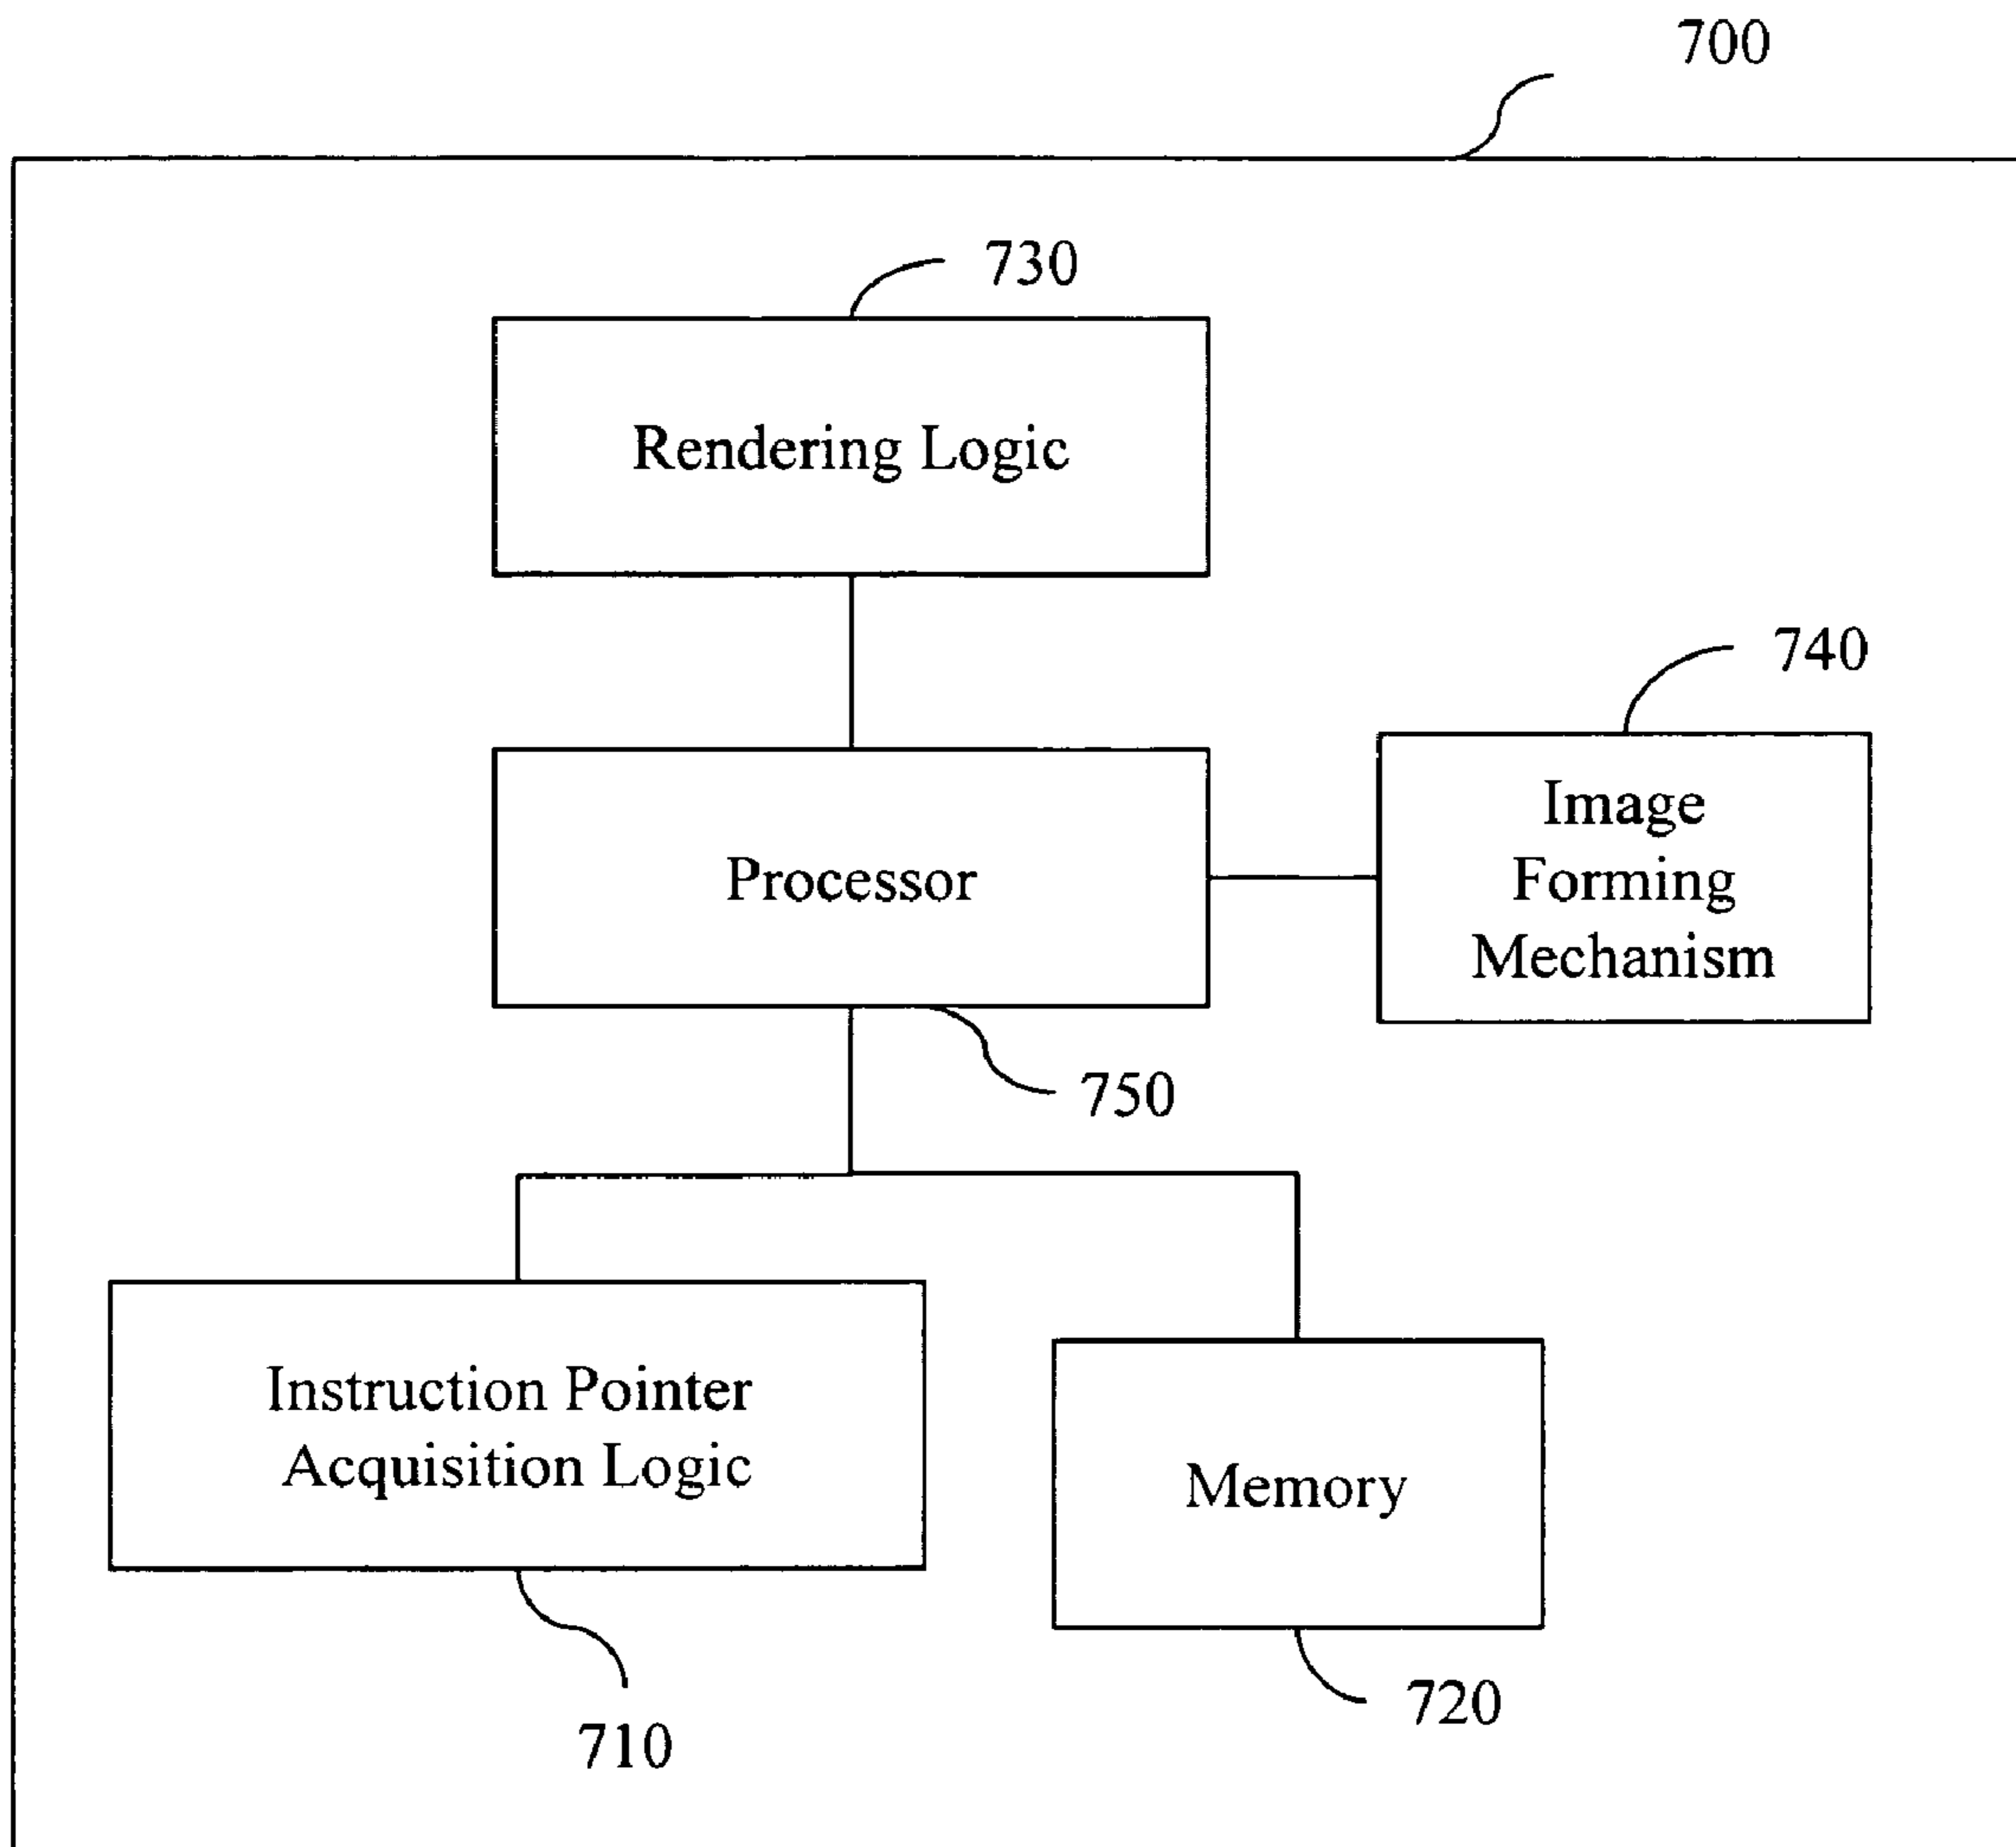 700
730
Rendering Logic
740
Image
Forming
Mechanism
Processor
750
Instruction Pointer
Acquisition Logic
Memory
720
710